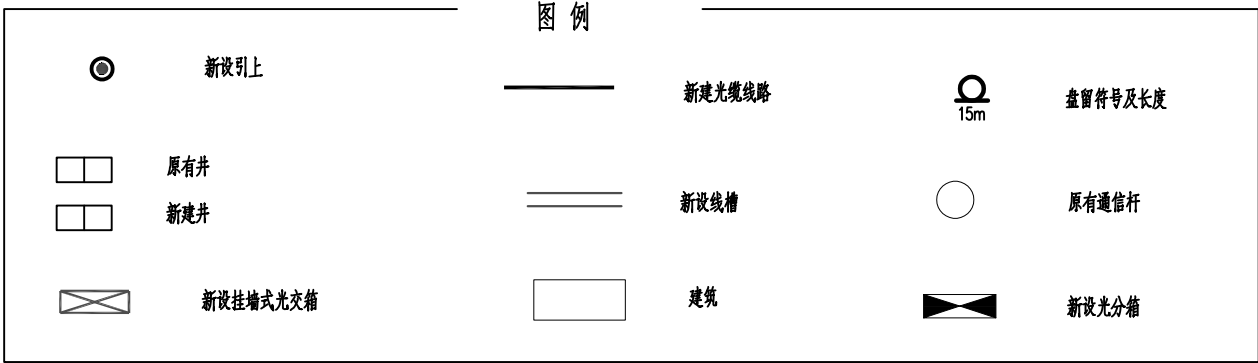 图 例
新设引上
新建光缆线路
15m
盘留符号及长度
原有井
新建井
新设线槽
原有通信杆
新设挂墙式光交箱
建筑
新设光分箱